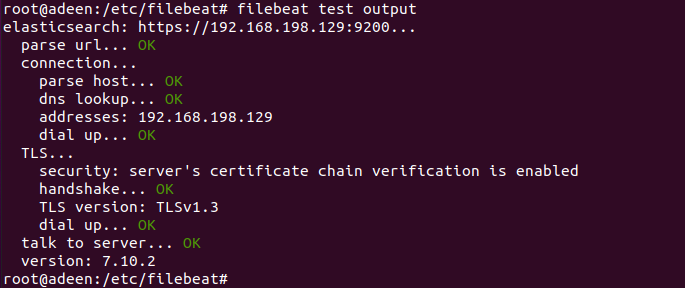 root@adeen:/etc/filebeat# filebeat test output
elasticsearch: https://192.168.198.129:9200...
  parse url... OK
  connection...
    parse host... OK
    dns lookup... OK
    addresses: 192.168.198.129
    dial up... OK
  TLS...
    security: server's certificate chain verification is enabled
    handshake... OK
    TLS version: TLSv1.3
    dial up... OK
  talk to server... OK
  version: 7.10.2
root@adeen:/etc/filebeat#